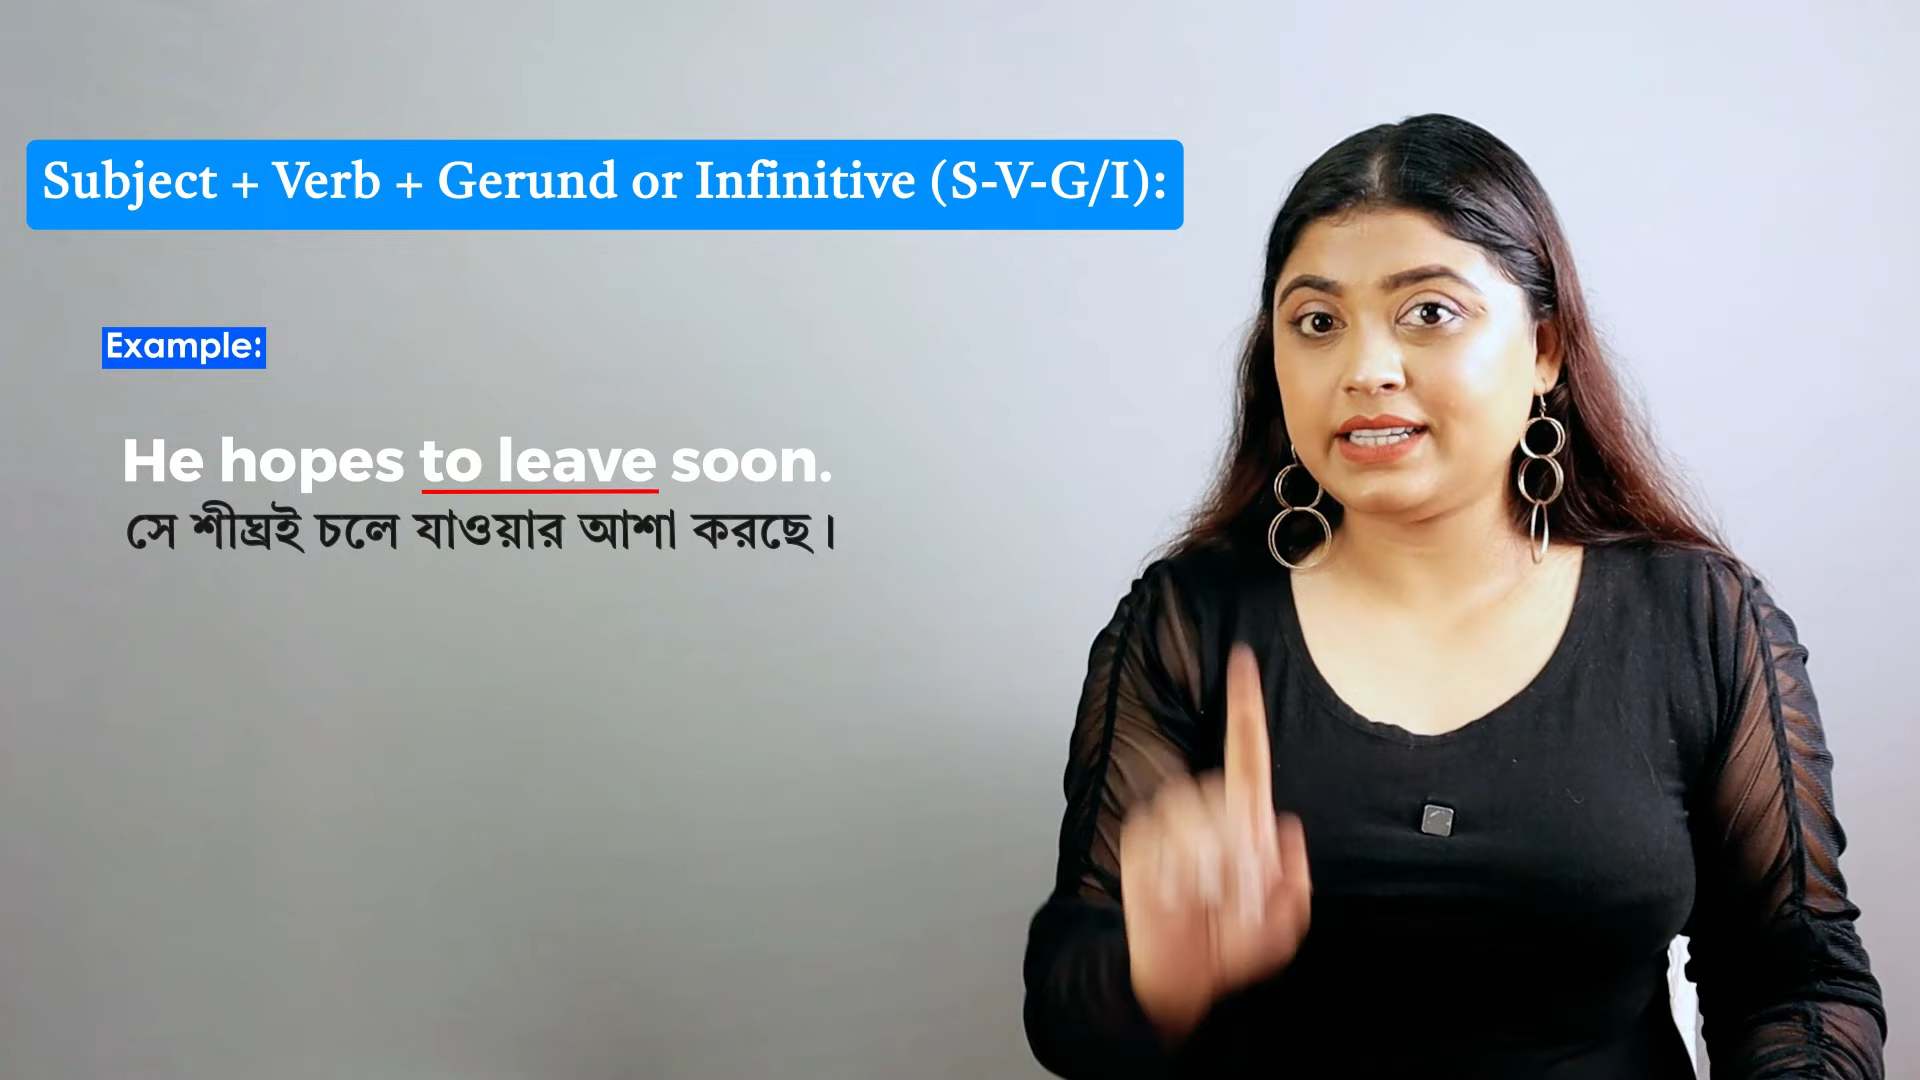 Subject + Verb + Gerund or Infinitive (S-V-G/I):
Example:
He hopes to leave soon.
সে শীঘ্রই চলে যাওয়ার আশা করছে।